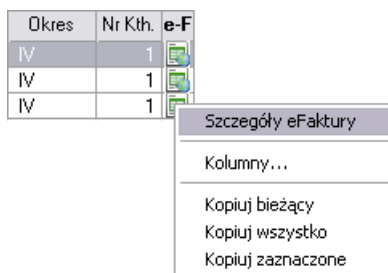 Okres Nr Kth. e-F
IV 1
IV 1
IV 1
Szczegóły eFaktury
Kolumny...
Kopiuj bieżący
Kopiuj wszystko
Kopiuj zaznaczone